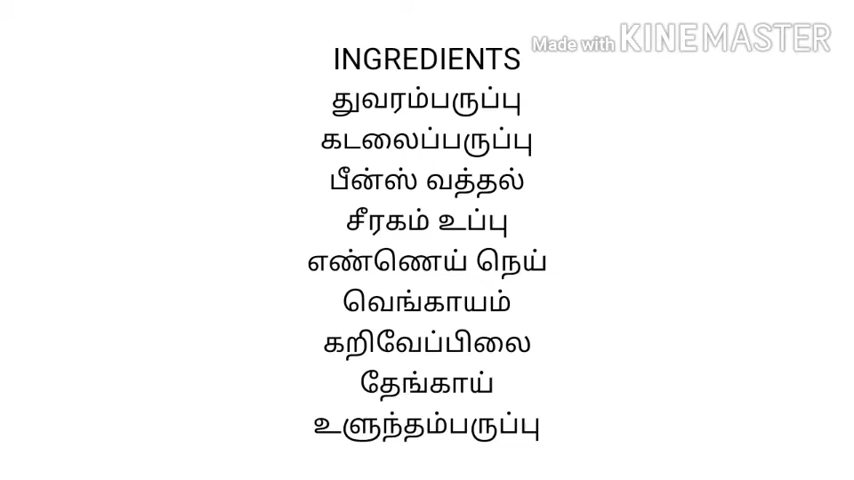 Made with KINEMASTER
INGREDIENTS
துவரம்பருப்பு
கடலைப்பருப்பு
பீன்ஸ் வத்தல்
சீரகம் உப்பு
எண்ணெய் நெய்
வெங்காயம்
கறிவேப்பிலை
தேங்காய்
உளுந்தம்பருப்பு